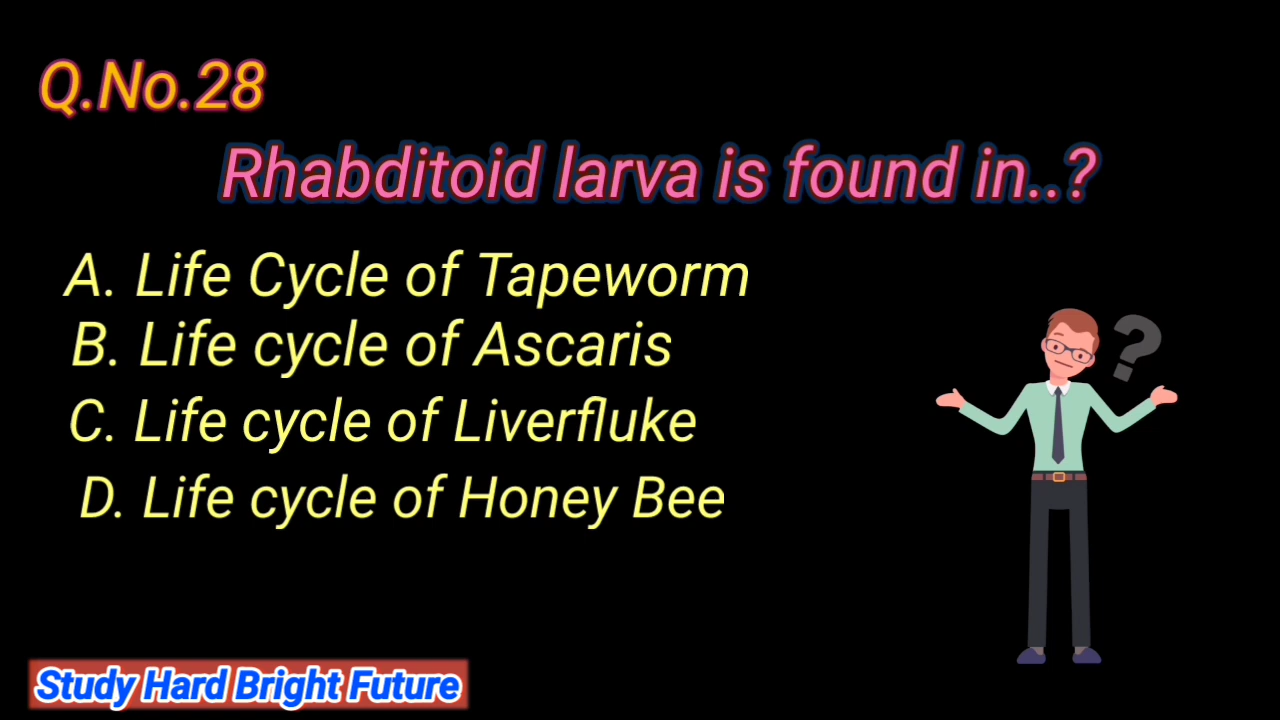 Q.No.28
Rhabditoid larva is found in..?
A. Life Cycle of Tapeworm
B. Life cycle of Ascaris
C. Life cycle of Liverfluke
D. Life cycle of Honey Bee
?
Study Hard Bright Future